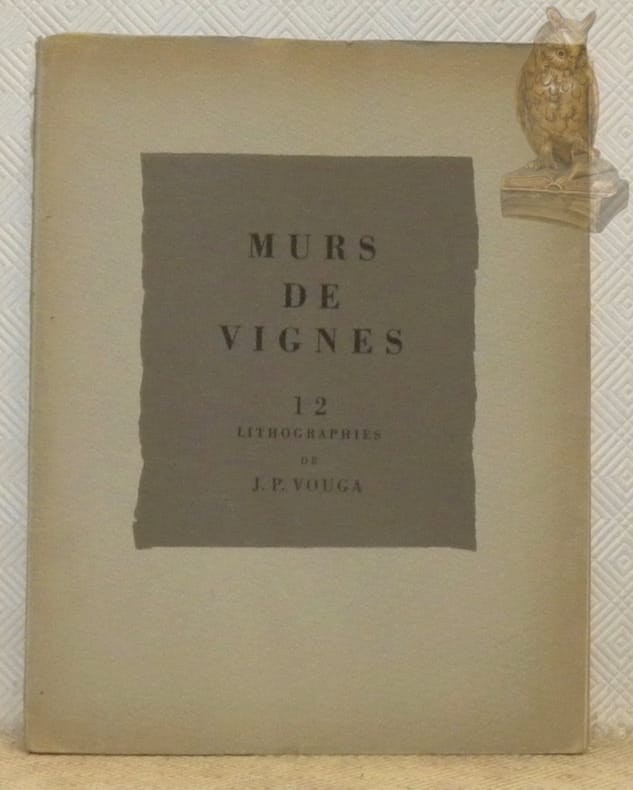 MURS
DE
VIGNES
12
LITHOGRAPHIES
DE
J. P. VOUGA